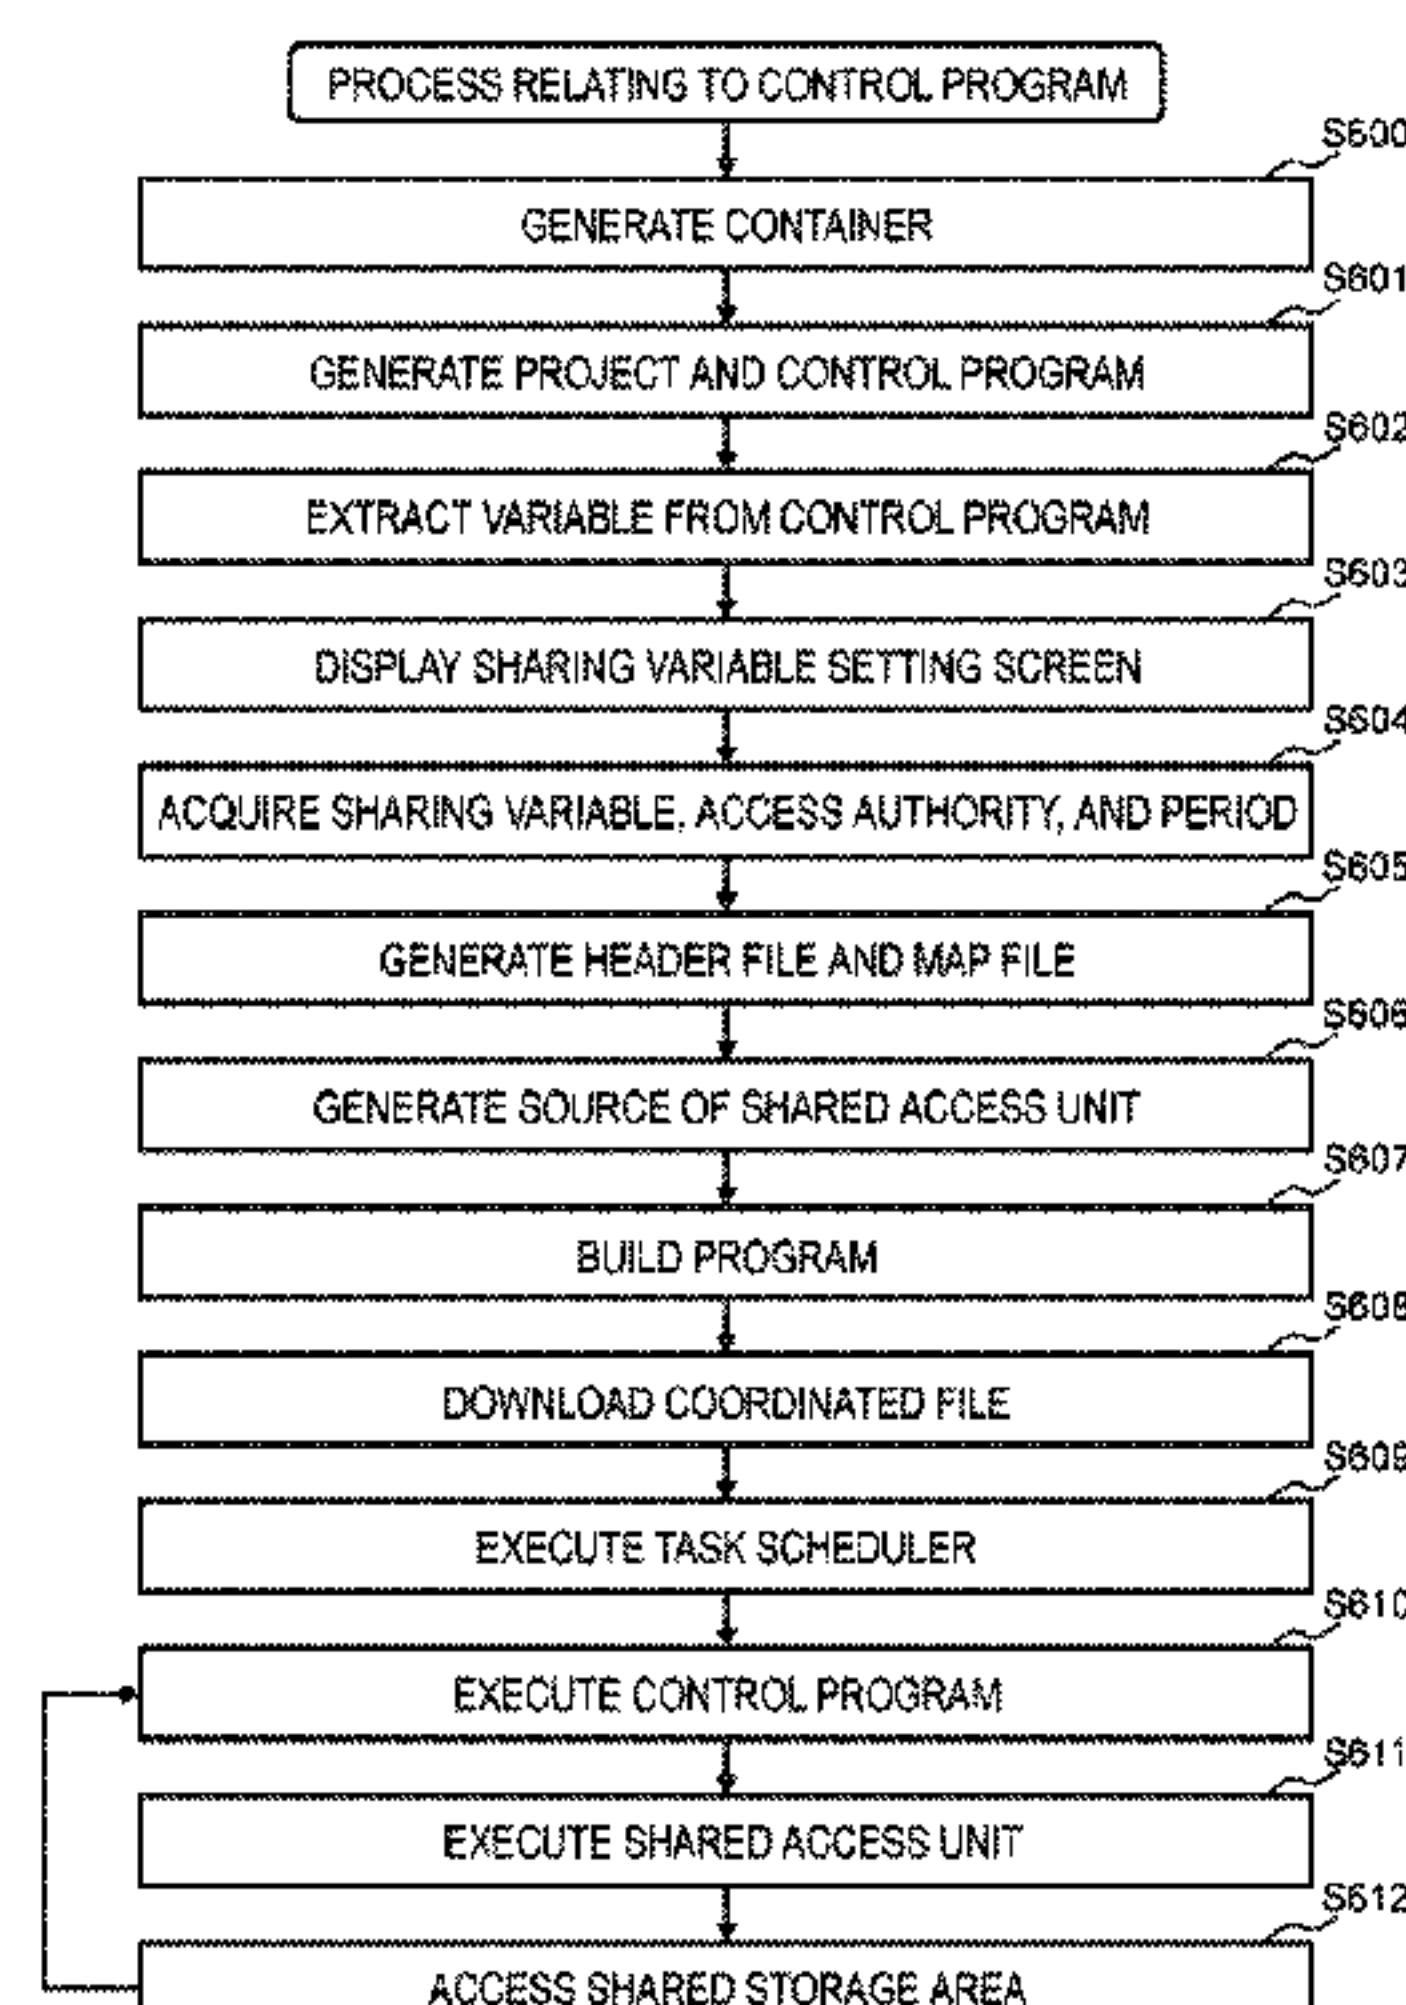 PROCESS RELATING TO CONTROL PROGRAM
S600
GENERATE CONTAINER
S601
GENERATE PROJECT AND CONTROL PROGRAM
S602
EXTRACT VARIABLE FROM CONTROL PROGRAM
S603
DISPLAY SHARING VARIABLE SETTING SCREEN
S604
ACQUIRE SHARING VARIABLE, ACCESS AUTHORITY, AND PERIOD
S605
GENERATE HEADER FILE AND MAP FILE
S606
GENERATE SOURCE OF SHARED ACCESS UNIT
S607
BUILD PROGRAM
S608
DOWNLOAD COORDINATED FILE
S609
EXECUTE TASK SCHEDULER
S610
EXECUTE CONTROL PROGRAM
S611
EXECUTE SHARED ACCESS UNIT
S612
ACCESS SHARED STORAGE AREA